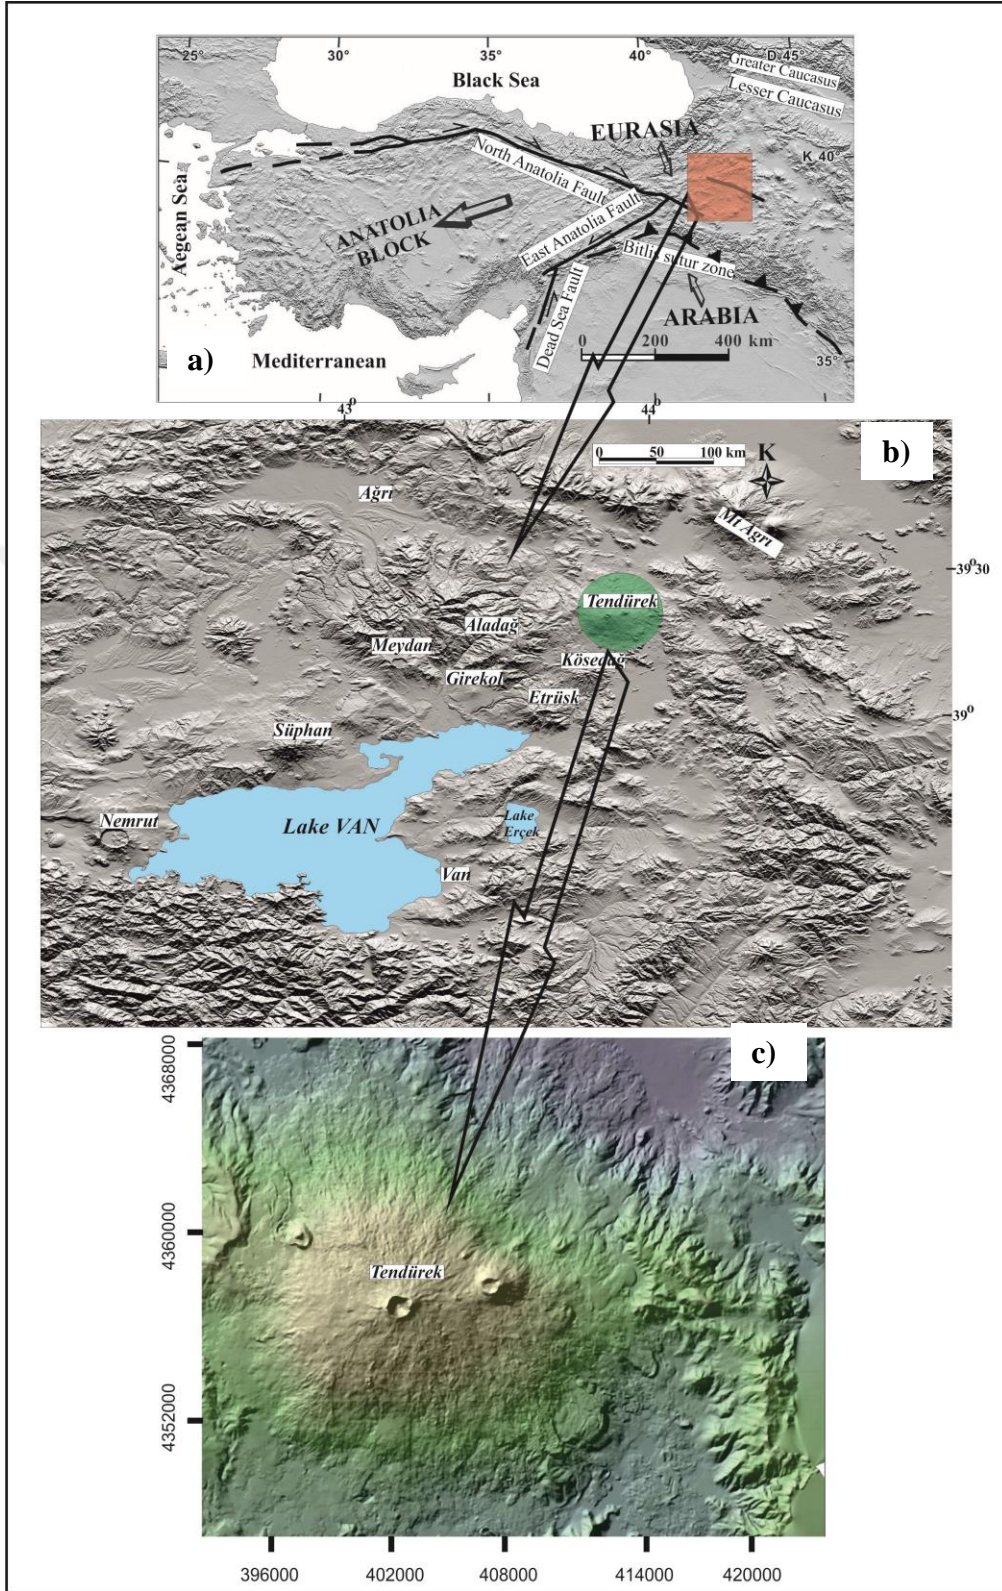 25°
30°
35°
40°
D 45°
Black Sea
Greater Caucasus
Lesser Caucasus
EURASIA
K 40°
North Anatolia Fault
Aegean Sea
ANATOLIA
BLOCK
East Anatolia Fault
Bitlis sutur zone
Dead Sea Fault
ARABIA
0 200 400 km
a)
Mediterranean
35°
43°
44°
b)
0 50 100 km
K
Ağrı
Mt Agrı
39°30
Tendürek
Aladağ
Meydan
Kösedağ
Girekol
Etrüsk
39°
Süphan
Nemrut
Lake VAN
Lake
Erçek
Van
c)
4368000
4360000
Tendürek
4352000
396000
402000
408000
414000
420000